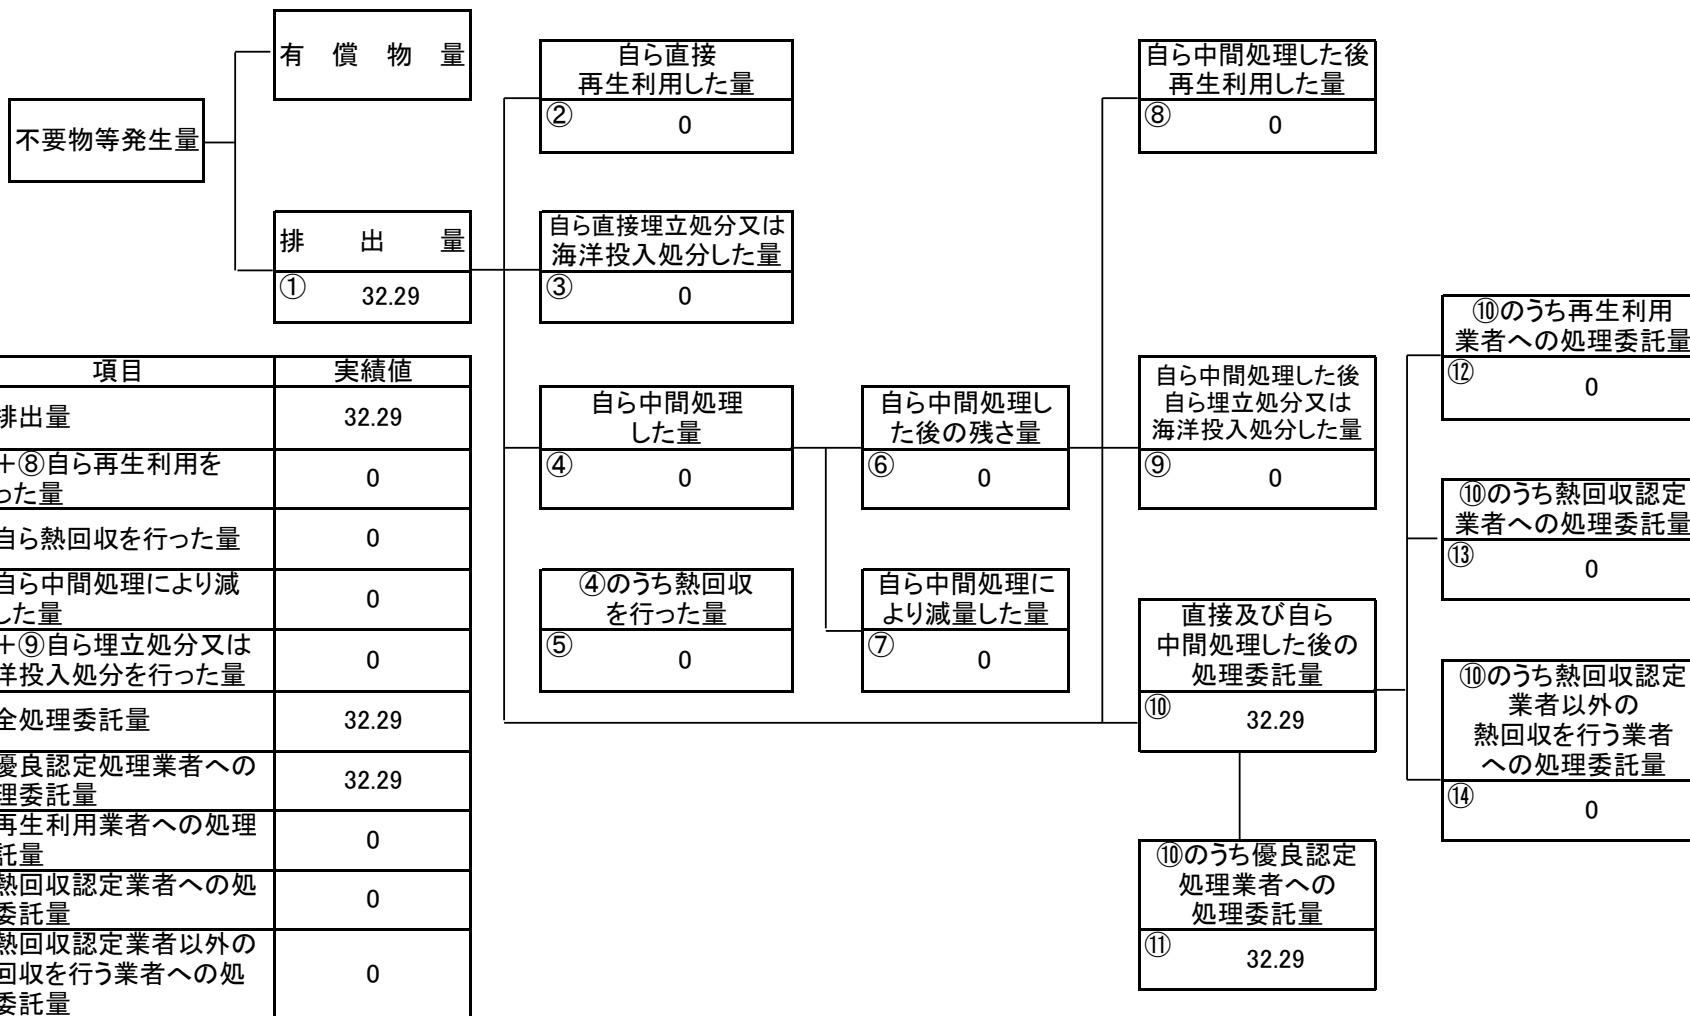 有償物量
不要物等発生量
排出量
①
32.29
自ら直接
再生利用した量
②
0
自ら直接埋立処分又は
海洋投入処分した量
③
0
自ら中間処理
した量
④
0
④のうち熱回収
を行った量
⑤
0
自ら中間処理し
た後の残さ量
⑥
0
自ら中間処理に
より減量した量
⑦
0
自ら中間処理した後
再生利用した量
⑧
0
自ら中間処理した後
自ら埋立処分又は
海洋投入処分した量
⑨
0
直接及び自ら
中間処理した後の
処理委託量
⑩
32.29
⑩のうち優良認定
処理業者への
処理委託量
⑪
32.29
⑩のうち再生利用
業者への処理委託量
⑫
0
⑩のうち熱回収認定
業者への処理委託量
⑬
0
⑩のうち熱回収認定
業者以外の
熱回収を行う業者
への処理委託量
⑭
0
項目 実績値
排出量 32.29
+⑧自ら再生利用を
った量
0
自ら熱回収を行った量 0
自ら中間処理により減
した量
0
+⑨自ら埋立処分又は
洋投入処分を行った量
0
全処理委託量 32.29
優良認定処理業者への
理委託量
32.29
再生利用業者への処理
託量
0
熱回収認定業者への処
委託量
0
熱回収認定業者以外の
回収を行う業者への処
委託量
0